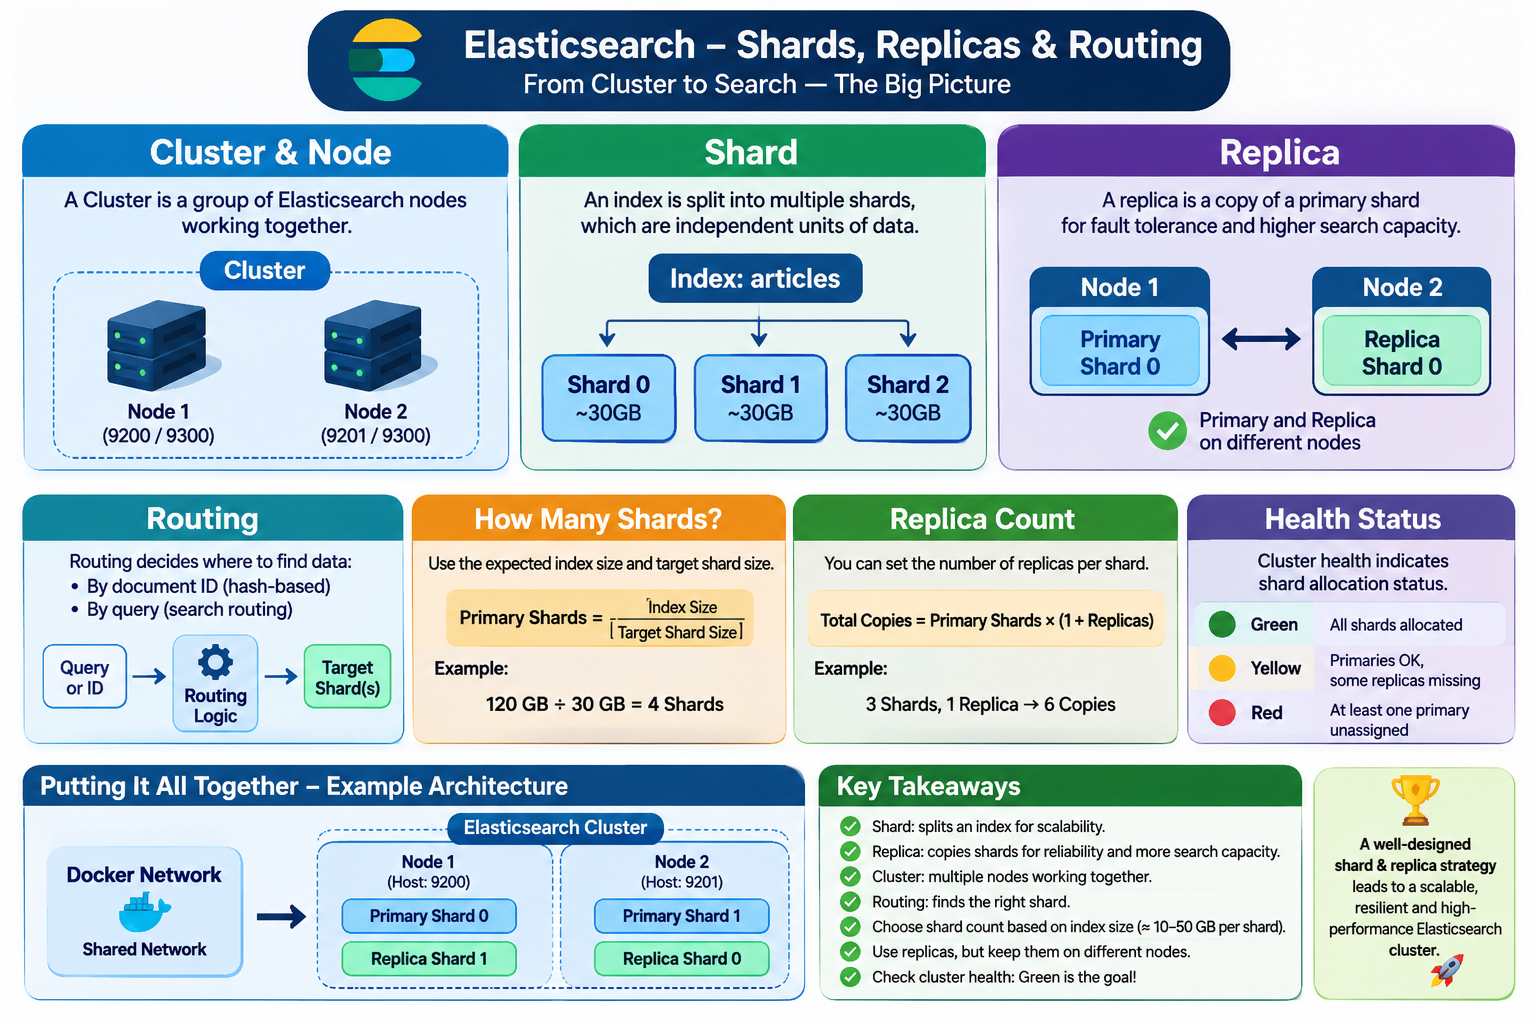 Elasticsearch – Shards, Replicas & Routing
From Cluster to Search — The Big Picture
Cluster & Node
A Cluster is a group of Elasticsearch nodes
working together.
Cluster
Node 1
(9200 / 9300)
Node 2
(9201 / 9300)
Shard
An index is split into multiple shards,
which are independent units of data.
Index: articles
Shard 0
~30GB
Shard 1
~30GB
Shard 2
~30GB
Replica
A replica is a copy of a primary shard
for fault tolerance and higher search capacity.
Node 1
Primary
Shard 0
Node 2
Replica
Shard 0
Primary and Replica
on different nodes
Routing
Routing decides where to find data:
• By document ID (hash-based)
• By query (search routing)
Query
or ID
Routing
Logic
Target
Shard(s)
How Many Shards?
Use the expected index size and target shard size.
Primary Shards = ⌈Index Size
⌊Target Shard Size⌉
Example:
120 GB ÷ 30 GB = 4 Shards
Replica Count
You can set the number of replicas per shard.
Total Copies = Primary Shards × (1 + Replicas)
Example:
3 Shards, 1 Replica → 6 Copies
Health Status
Cluster health indicates
shard allocation status.
Green All shards allocated
Yellow Primaries OK,
some replicas missing
Red At least one primary
unassigned
Putting It All Together – Example Architecture
Docker Network
Shared Network
Elasticsearch Cluster
Node 1
(Host: 9200)
Primary Shard 0
Replica Shard 1
Node 2
(Host: 9201)
Primary Shard 1
Replica Shard 0
Key Takeaways
Shard: splits an index for scalability.
Replica: copies shards for reliability and more search capacity.
Cluster: multiple nodes working together.
Routing: finds the right shard.
Choose shard count based on index size (≈ 10–50 GB per shard).
Use replicas, but keep them on different nodes.
Check cluster health: Green is the goal!
A well-designed
shard & replica strategy
leads to a scalable,
resilient and high-
performance Elasticsearch
cluster.